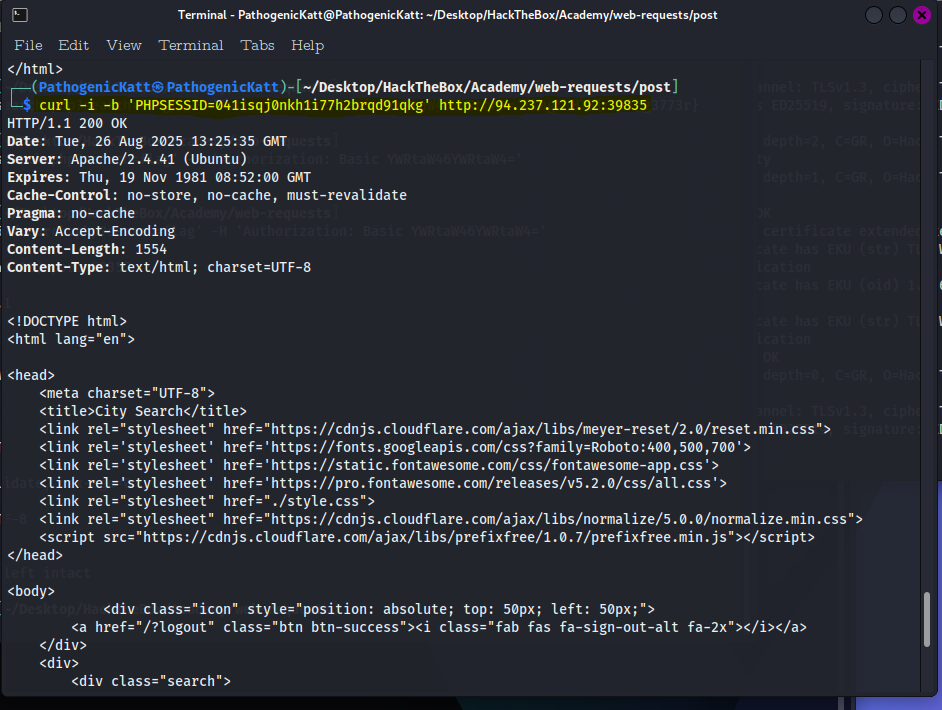 Terminal - PathogenicKatt@PathogenicKatt: ~/Desktop/HackTheBox/Academy/web-requests/post
File Edit View Terminal Tabs Help
</html>
┌──(PathogenicKatt㉿PathogenicKatt)-[~/Desktop/HackTheBox/Academy/web-requests/post]
└─$ curl -i -b 'PHPSESSID=041isqj0nkh1i77h2brqd91qkg' http://94.237.121.92:39835
HTTP/1.1 200 OK
Date: Tue, 26 Aug 2025 13:25:35 GMT
Server: Apache/2.4.41 (Ubuntu)
Expires: Thu, 19 Nov 1981 08:52:00 GMT
Cache-Control: no-store, no-cache, must-revalidate
Pragma: no-cache
Vary: Accept-Encoding
Content-Length: 1554
Content-Type: text/html; charset=UTF-8
<!DOCTYPE html>
<html lang="en">
<head>
    <meta charset="UTF-8">
    <title>City Search</title>
    <link rel="stylesheet" href="https://cdnjs.cloudflare.com/ajax/libs/meyer-reset/2.0/reset.min.css">
    <link rel='stylesheet' href='https://fonts.googleapis.com/css?family=Roboto:400,500,700'>
    <link rel='stylesheet' href='https://static.fontawesome.com/css/fontawesome-app.css'>
    <link rel='stylesheet' href='https://pro.fontawesome.com/releases/v5.2.0/css/all.css'>
    <link rel="stylesheet" href="./style.css">
    <link rel="stylesheet" href="https://cdnjs.cloudflare.com/ajax/libs/normalize/5.0.0/normalize.min.css">
    <script src="https://cdnjs.cloudflare.com/ajax/libs/prefixfree/1.0.7/prefixfree.min.js"></script>
</head>
<body>
            <div class="icon" style="position: absolute; top: 50px; left: 50px;">
        <a href="/?logout" class="btn btn-success"><i class="fab fas fa-sign-out-alt fa-2x"></i></a>
    </div>
    <div>
        <div class="search">